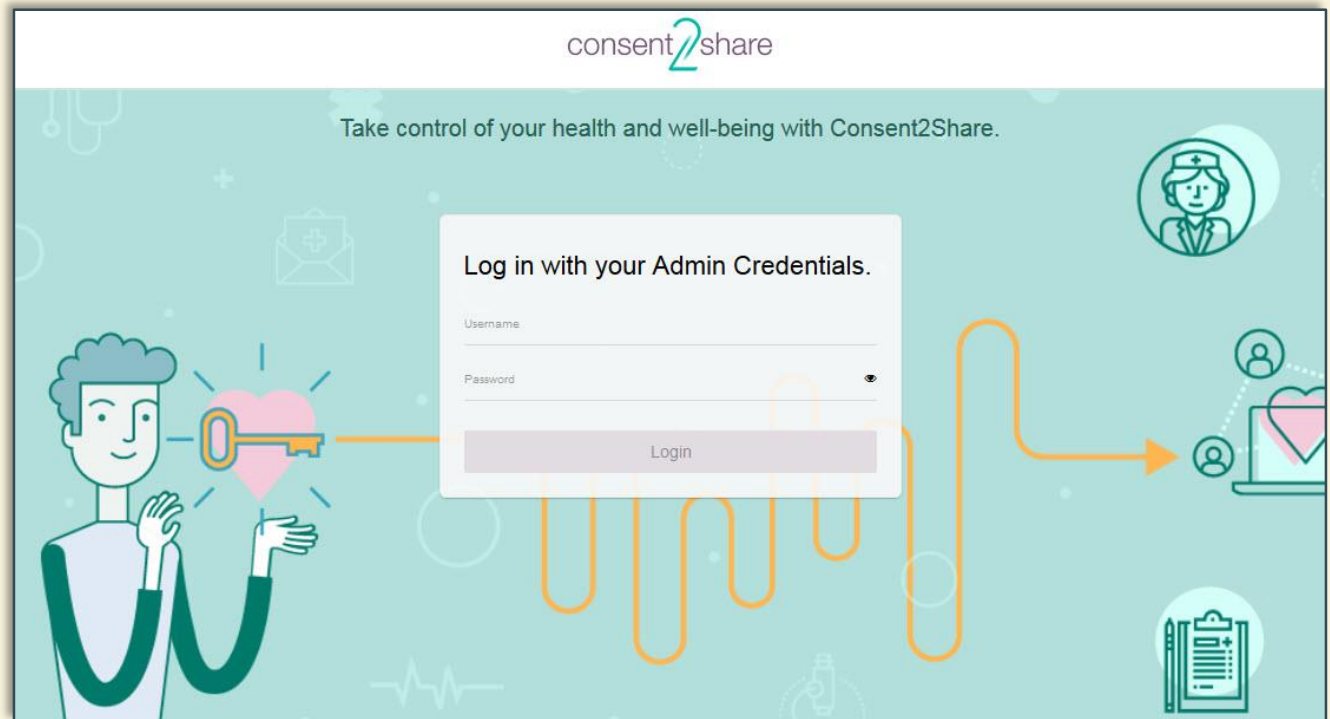 consent2share
Take control of your health and well-being with Consent2Share.
Log in with your Admin Credentials.
Username
Password
Login